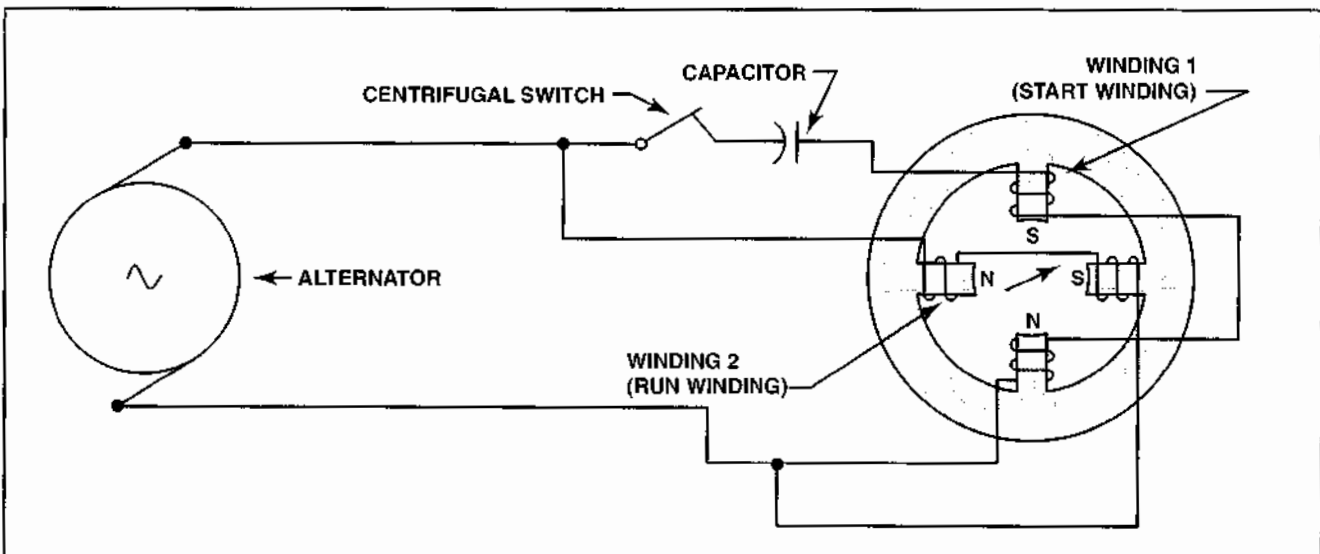 CAPACITOR
WINDING 1
(START WINDING)
CENTRIFUGAL SWITCH
S
ALTERNATOR
N
S
N
WINDING 2
(RUN WINDING)